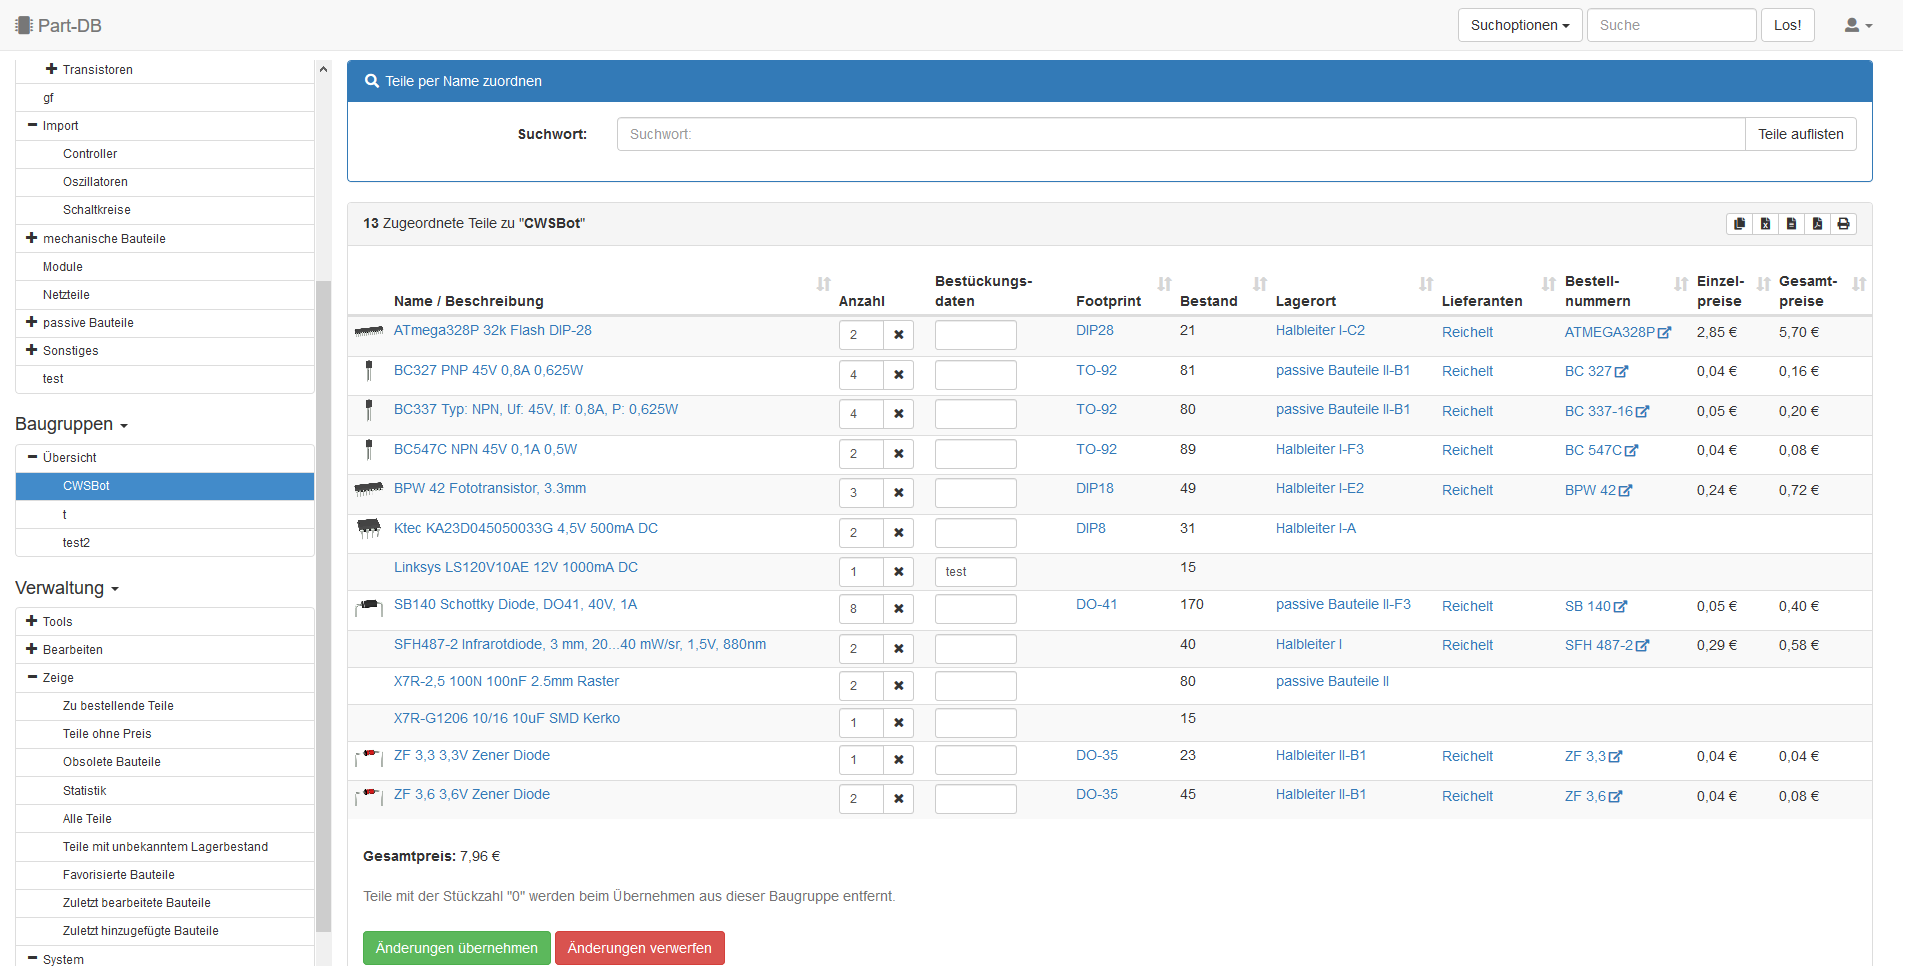 Part-DB
Suchoptionen
Suche
Los!
Transistoren
gf
Import
Controller
Oszillatoren
Schaltkreise
mechanische Bauteile
Module
Netzteile
passive Bauteile
Sonstiges
test
Baugruppen
Übersicht
CWSBot
t
test2
Verwaltung
Tools
Bearbeiten
Zeige
Zu bestellende Teile
Teile ohne Preis
Obsolete Bauteile
Statistik
Alle Teile
Teile mit unbekanntem Lagerbestand
Favorisierte Bauteile
Zuletzt bearbeitete Bauteile
Zuletzt hinzugefügte Bauteile
System
Teile per Name zuordnen
Suchwort: Suchwort: Teile auflisten
13 Zugeordnete Teile zu "CWSBot"
Name / Beschreibung Anzahl Bestückungs-daten Footprint Bestand Lagerort Lieferanten Bestell-nummern Einzel-preise Gesamt-preise
ATmega328P 32k Flash DIP-28 2 DIP28 21 Halbleiter I-C2 Reichelt ATMEGA328P 2,85 € 5,70 €
BC327 PNP 45V 0,8A 0,625W 4 TO-92 81 passive Bauteile II-B1 Reichelt BC 327 0,04 € 0,16 €
BC337 Typ: NPN, Uf: 45V, If: 0,8A, P: 0,625W 4 TO-92 80 passive Bauteile II-B1 Reichelt BC 337-16 0,05 € 0,20 €
BC547C NPN 45V 0,1A 0,5W 2 TO-92 89 Halbleiter I-F3 Reichelt BC 547C 0,04 € 0,08 €
BPW 42 Fototransistor, 3.3mm 3 DIP18 49 Halbleiter I-E2 Reichelt BPW 42 0,24 € 0,72 €
Ktec KA23D045050033G 4,5V 500mA DC 2 DIP8 31 Halbleiter I-A
Linksys LS120V10AE 12V 1000mA DC 1 test 15
SB140 Schottky Diode, DO41, 40V, 1A 8 DO-41 170 passive Bauteile II-F3 Reichelt SB 140 0,05 € 0,40 €
SFH487-2 Infrarotdiode, 3 mm, 20...40 mW/sr, 1,5V, 880nm 2 40 Halbleiter I Reichelt SFH 487-2 0,29 € 0,58 €
X7R-2,5 100N 100nF 2.5mm Raster 2 80 passive Bauteile II
X7R-G1206 10/16 10uF SMD Kerko 1 15
ZF 3,3 3,3V Zener Diode 1 DO-35 23 Halbleiter II-B1 Reichelt ZF 3,3 0,04 € 0,04 €
ZF 3,6 3,6V Zener Diode 2 DO-35 45 Halbleiter II-B1 Reichelt ZF 3,6 0,04 € 0,08 €
Gesamtpreis: 7,96 €
Teile mit der Stückzahl "0" werden beim Übernehmen aus dieser Baugruppe entfernt.
Änderungen übernehmen Änderungen verwerfen